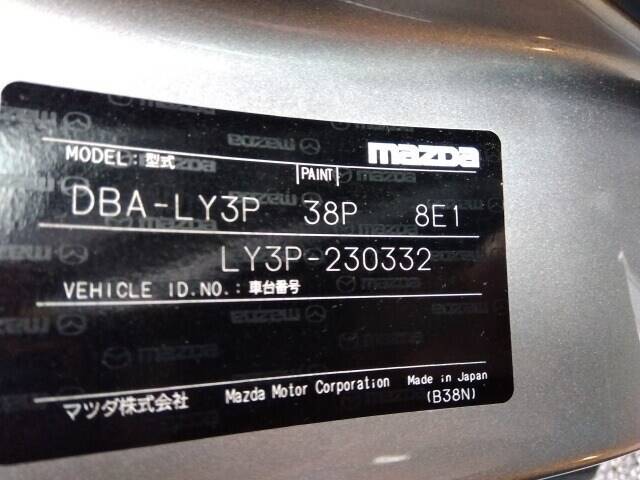 MODEL:型式
mazda
PAINT
DBA-LY3P 38P 8E1
LY3P-230332
VEHICLE ID.NO.:車台番号
マツダ株式会社 Mazda Motor Corporation Made in Japan
(B38N)